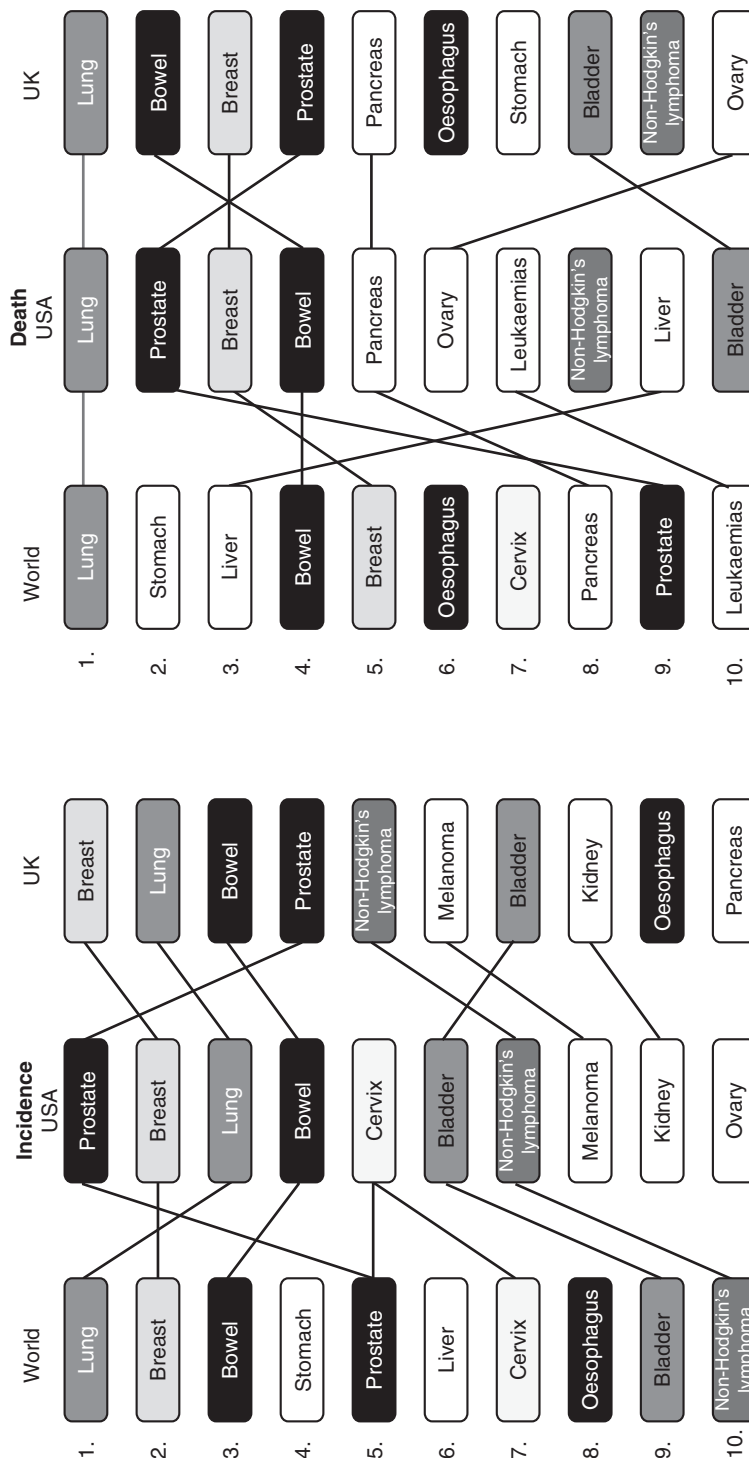 Incidence
World
USA
UK
1.
Lung
Prostate
Breast
2.
Breast
Breast
Lung
3.
Bowel
Lung
Bowel
4.
Stomach
Bowel
Prostate
5.
Prostate
Cervix
Non-Hodgkin's
lymphoma
6.
Liver
Bladder
Melanoma
7.
Cervix
Non-Hodgkin's
lymphoma
Bladder
8.
Oesophagus
Melanoma
Kidney
9.
Bladder
Kidney
Oesophagus
10.
Non-Hodgkin's
lymphoma
Ovary
Pancreas
Death
World
USA
UK
1.
Lung
Lung
Lung
2.
Stomach
Prostate
Bowel
3.
Liver
Breast
Breast
4.
Bowel
Bowel
Prostate
5.
Breast
Pancreas
Pancreas
6.
Oesophagus
Ovary
Oesophagus
7.
Cervix
Leukaemias
Stomach
8.
Pancreas
Non-Hodgkin's
lymphoma
Bladder
9.
Prostate
Liver
Non-Hodgkin's
lymphoma
10.
Leukaemias
Bladder
Ovary